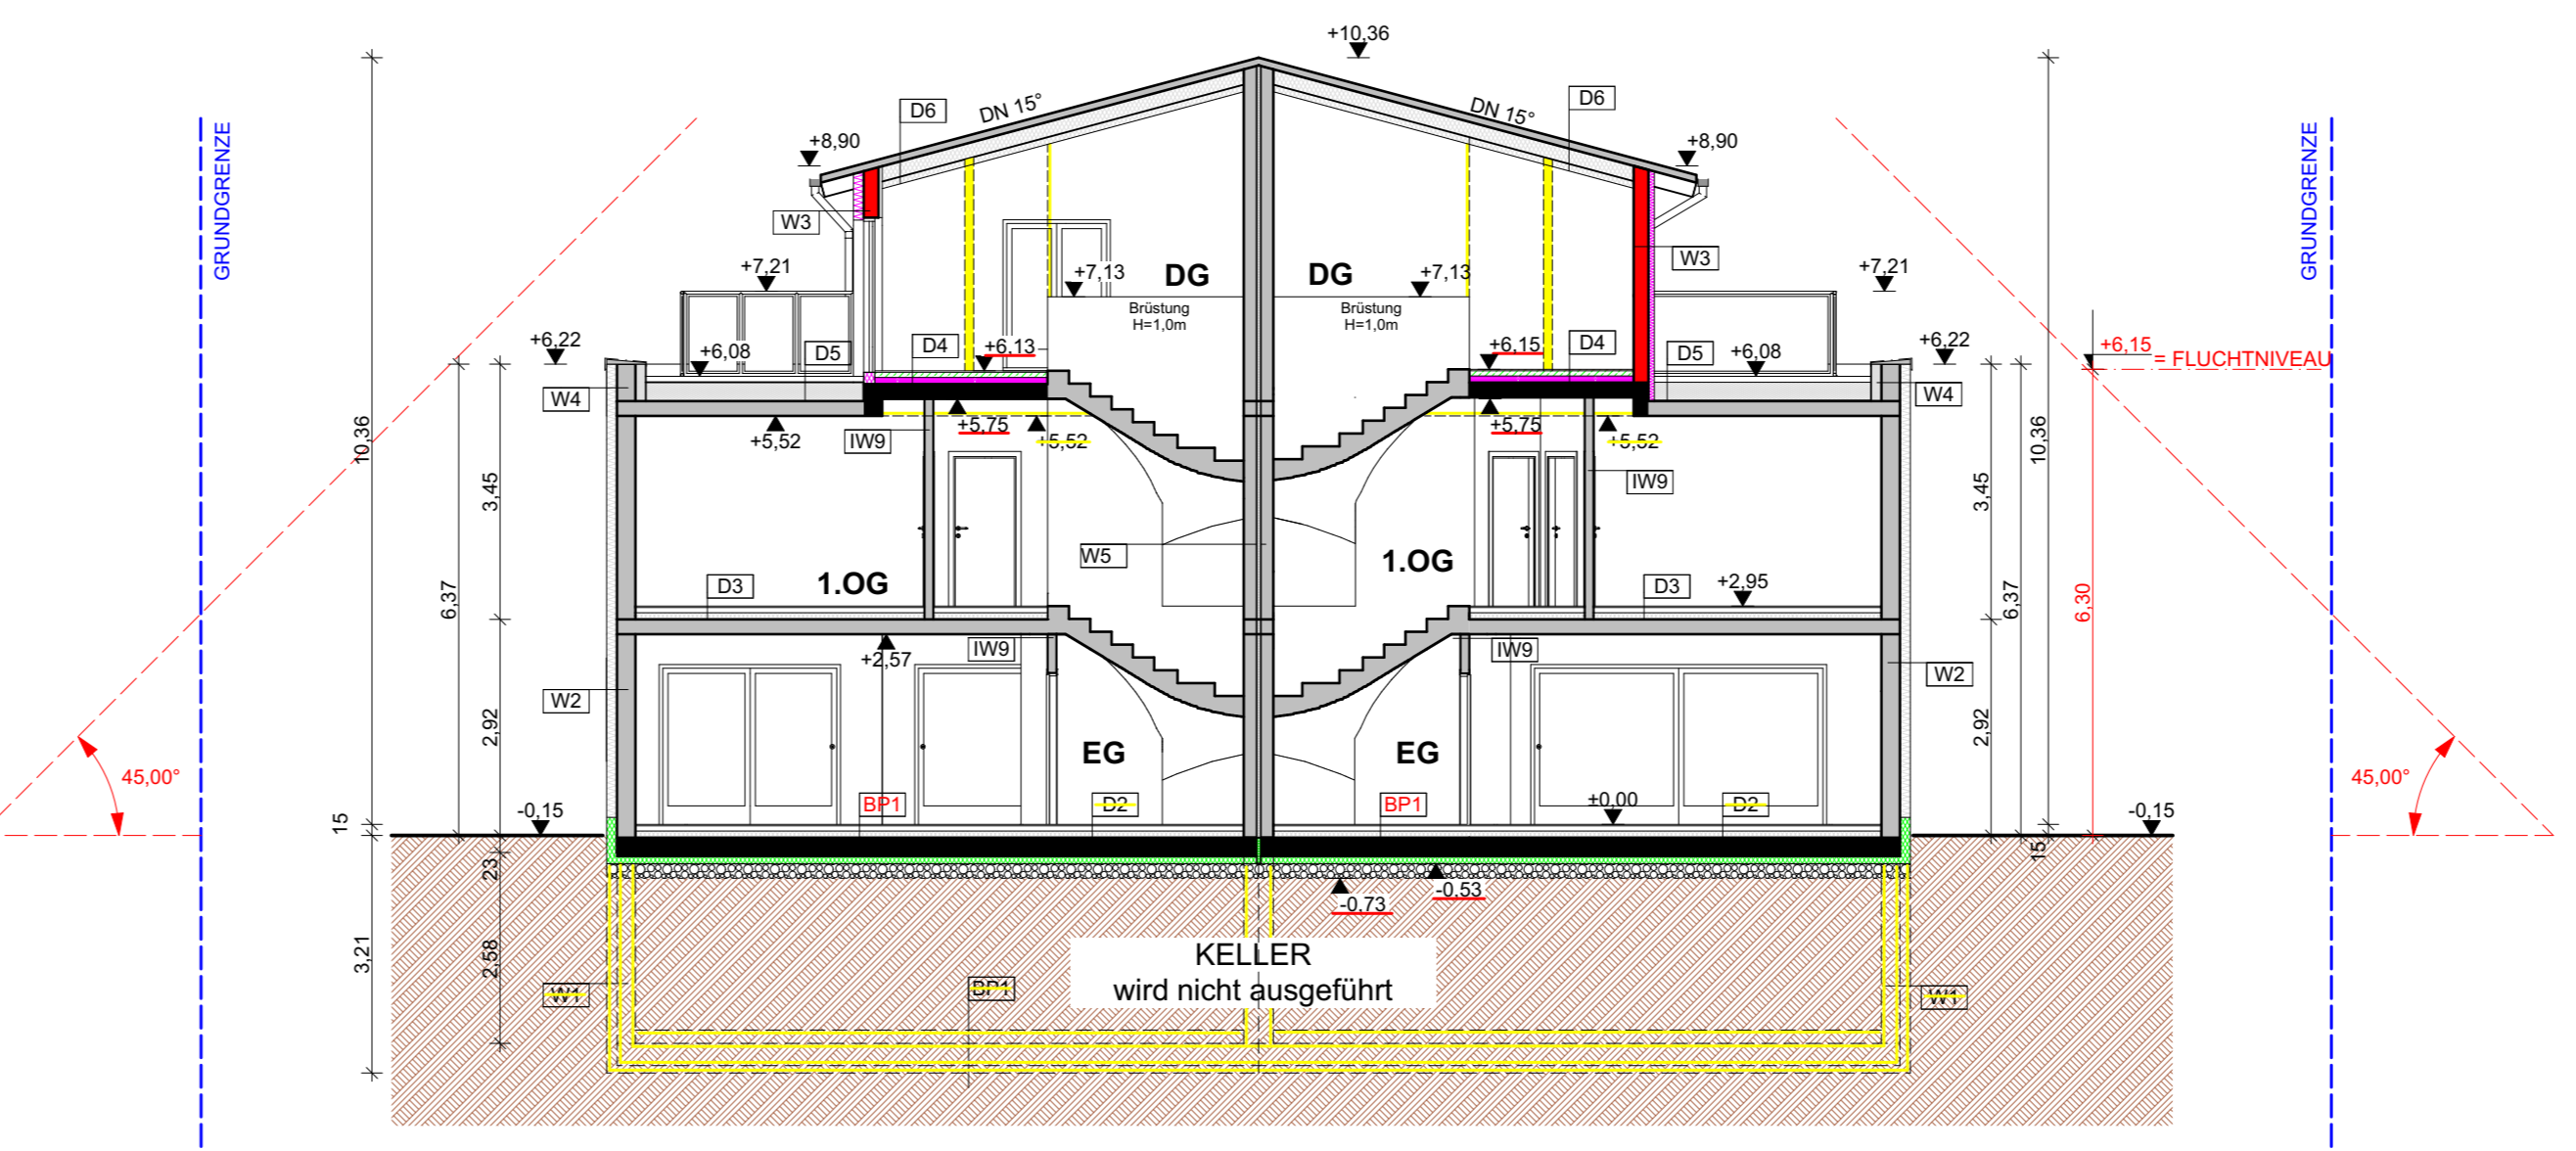 +10,36
DN 15°
DN 15°
D6
D6
+8,90
+8,90
GRUNDGRENZE
GRUNDGRENZE
W3
W3
+7,21
+7,13
DG
DG
+7,13
+7,21
Brüstung
H=1,0m
Brüstung
H=1,0m
+6,22
+6,08
D5
D4
+6,13
+6,15
D4
D5
+6,08
+6,22
+6,15
= FLUCHTNIVEAU
W4
W4
10,36
+5,52
IW9
+5,75
+5,52
+5,75
+5,52
10,36
3,45
IW9
3,45
W5
1.OG
1.OG
6,37
D3
D3
+2,95
6,37
6,30
+2,57
IW9
IW9
W2
W2
2,92
2,92
EG
EG
45,00°
45,00°
-0,15
BP1
D2
BP1
±0,00
D2
-0,15
15
15
23
-0,73
-0,53
3,21
2,58
KELLER
wird nicht ausgeführt
W1
BP1
W1